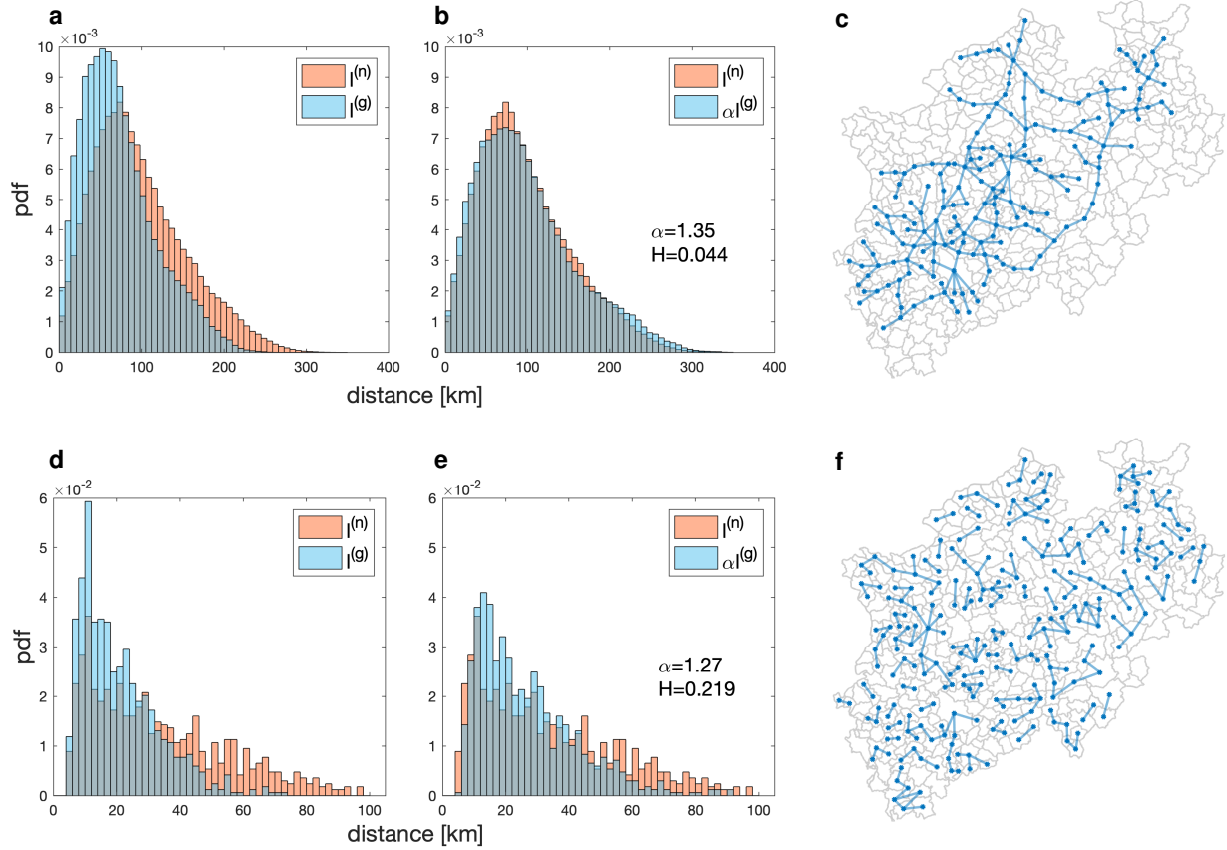 a
×10⁻³
10
9
8
7
6
5
4
3
2
1
0
pdf
0 100 200 300 400
l⁽ⁿ⁾
l⁽ᵍ⁾
b
×10⁻³
10
9
8
7
6
5
4
3
2
1
0
0 100 200 300 400
l⁽ⁿ⁾
αl⁽ᵍ⁾
α=1.35
H=0.044
distance [km]
c
d
×10⁻²
6
5
4
3
2
1
0
pdf
0 20 40 60 80 100
l⁽ⁿ⁾
l⁽ᵍ⁾
e
×10⁻²
6
5
4
3
2
1
0
0 20 40 60 80 100
l⁽ⁿ⁾
αl⁽ᵍ⁾
α=1.27
H=0.219
distance [km]
f